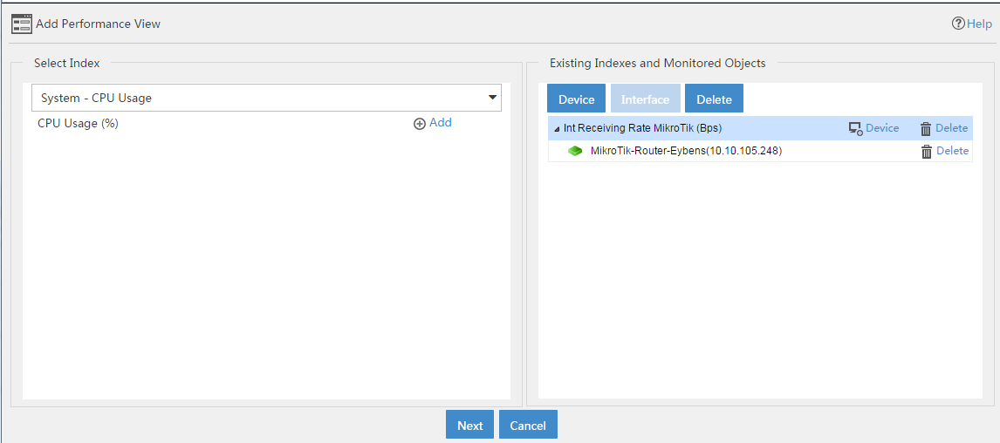 Add Performance View
Help
Select Index
System - CPU Usage
CPU Usage (%)
Add
Existing Indexes and Monitored Objects
Device
Interface
Delete
Int Receiving Rate MikroTik (Bps)
Device
Delete
MikroTik-Router-Eybens(10.10.105.248)
Delete
Next
Cancel